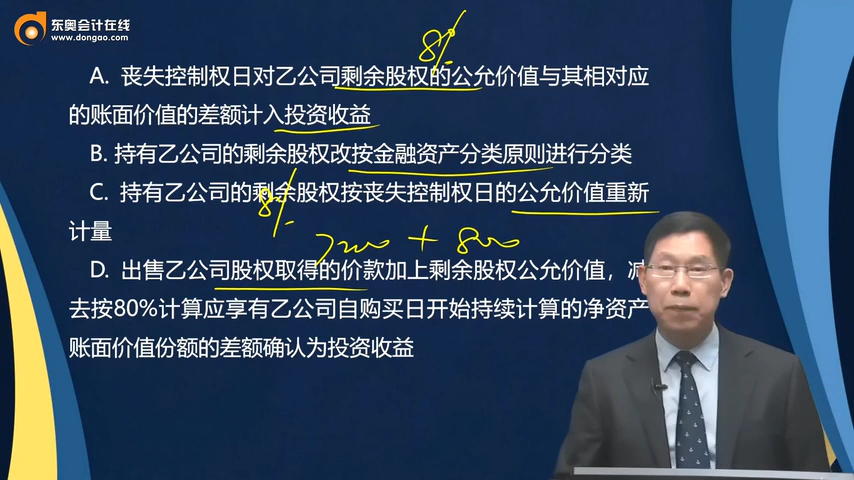 东奥会计在线
www.dongao.com
8%
A. 丧失控制权日对乙公司剩余股权的公允价值与其相对应
的账面价值的差额计入投资收益
B. 持有乙公司的剩余股权改按金融资产分类原则进行分类
C. 持有乙公司的剩余股权按丧失控制权日的公允价值重新
计量
8%
7200 + 800
D. 出售乙公司股权取得的价款加上剩余股权公允价值，减
去按80%计算应享有乙公司自购买日开始持续计算的净资产
账面价值份额的差额确认为投资收益